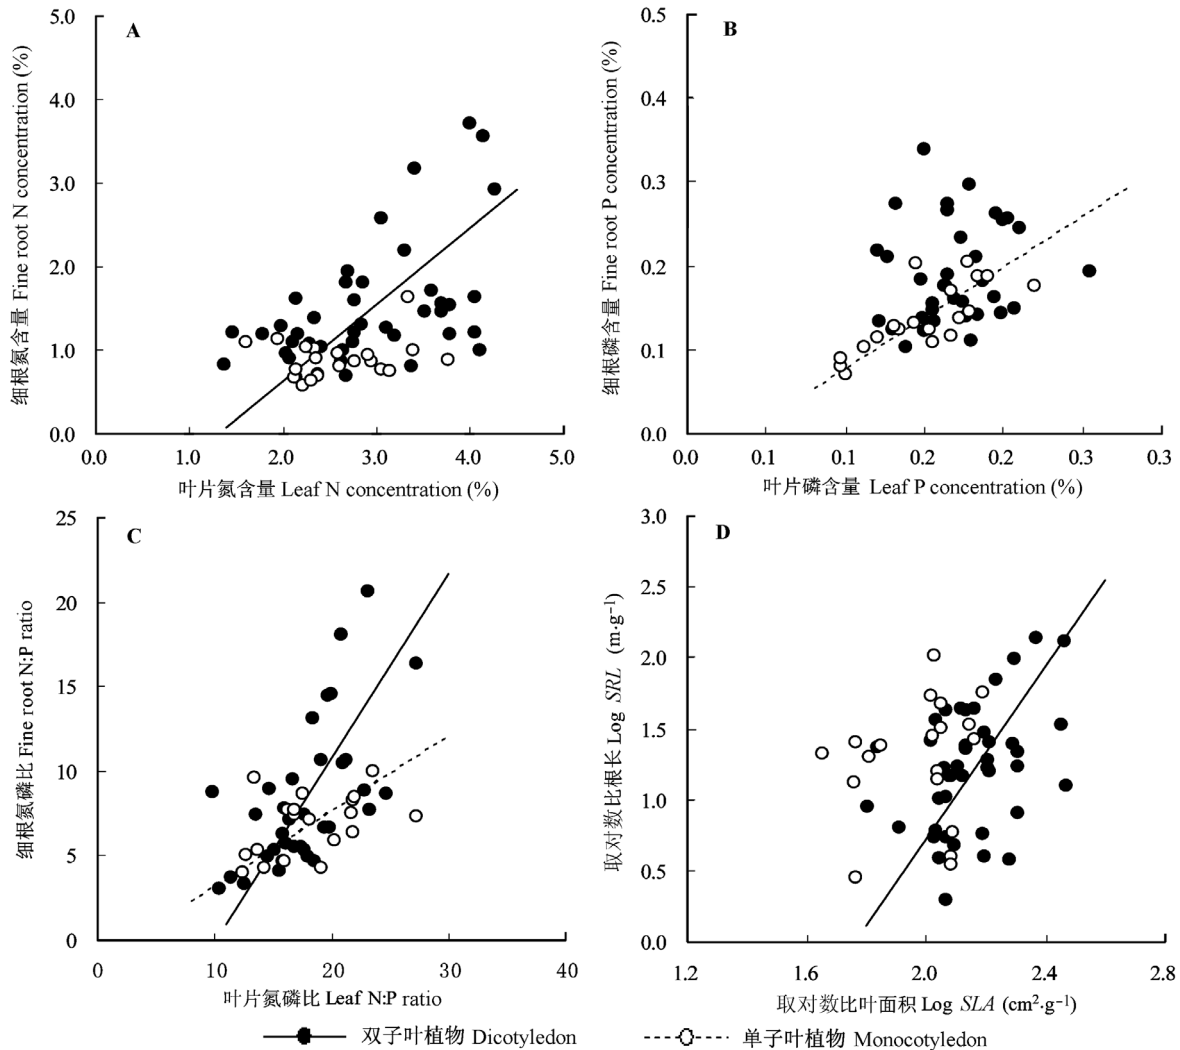 A
5.0
4.0
3.0
2.0
1.0
0.0
细根氮含量 Fine root N concentration (%)
0.0 1.0 2.0 3.0 4.0 5.0
叶片氮含量 Leaf N concentration (%)
B
0.5
0.4
0.3
0.2
0.1
0.0
细根磷含量 Fine root P concentration (%)
0.0 0.1 0.1 0.2 0.2 0.3 0.3
叶片磷含量 Leaf P concentration (%)
C
25
20
15
10
5
0
细根氮磷比 Fine root N:P ratio
0 10 20 30 40
叶片氮磷比 Leaf N:P ratio
D
3.0
2.5
2.0
1.5
1.0
0.5
0.0
取对数比根长 Log SRL (m·g⁻¹)
1.2 1.6 2.0 2.4 2.8
取对数比叶面积 Log SLA (cm²·g⁻¹)
双子叶植物 Dicotyledon
单子叶植物 Monocotyledon